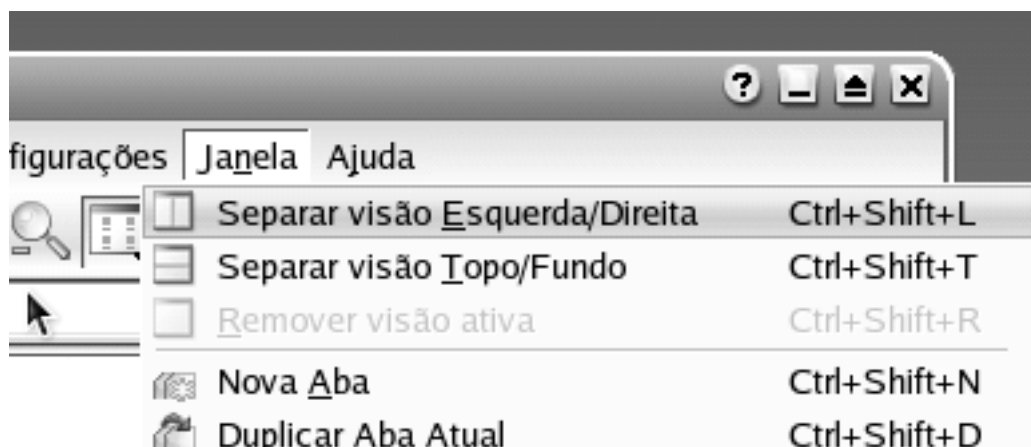 ?
figurações Janela Ajuda
Separar visão Esquerda/Direita Ctrl+Shift+L
Separar visão Topo/Fundo Ctrl+Shift+T
Remover visão ativa Ctrl+Shift+R
Nova Aba Ctrl+Shift+N
Duplicar Aba Atual Ctrl+Shift+D